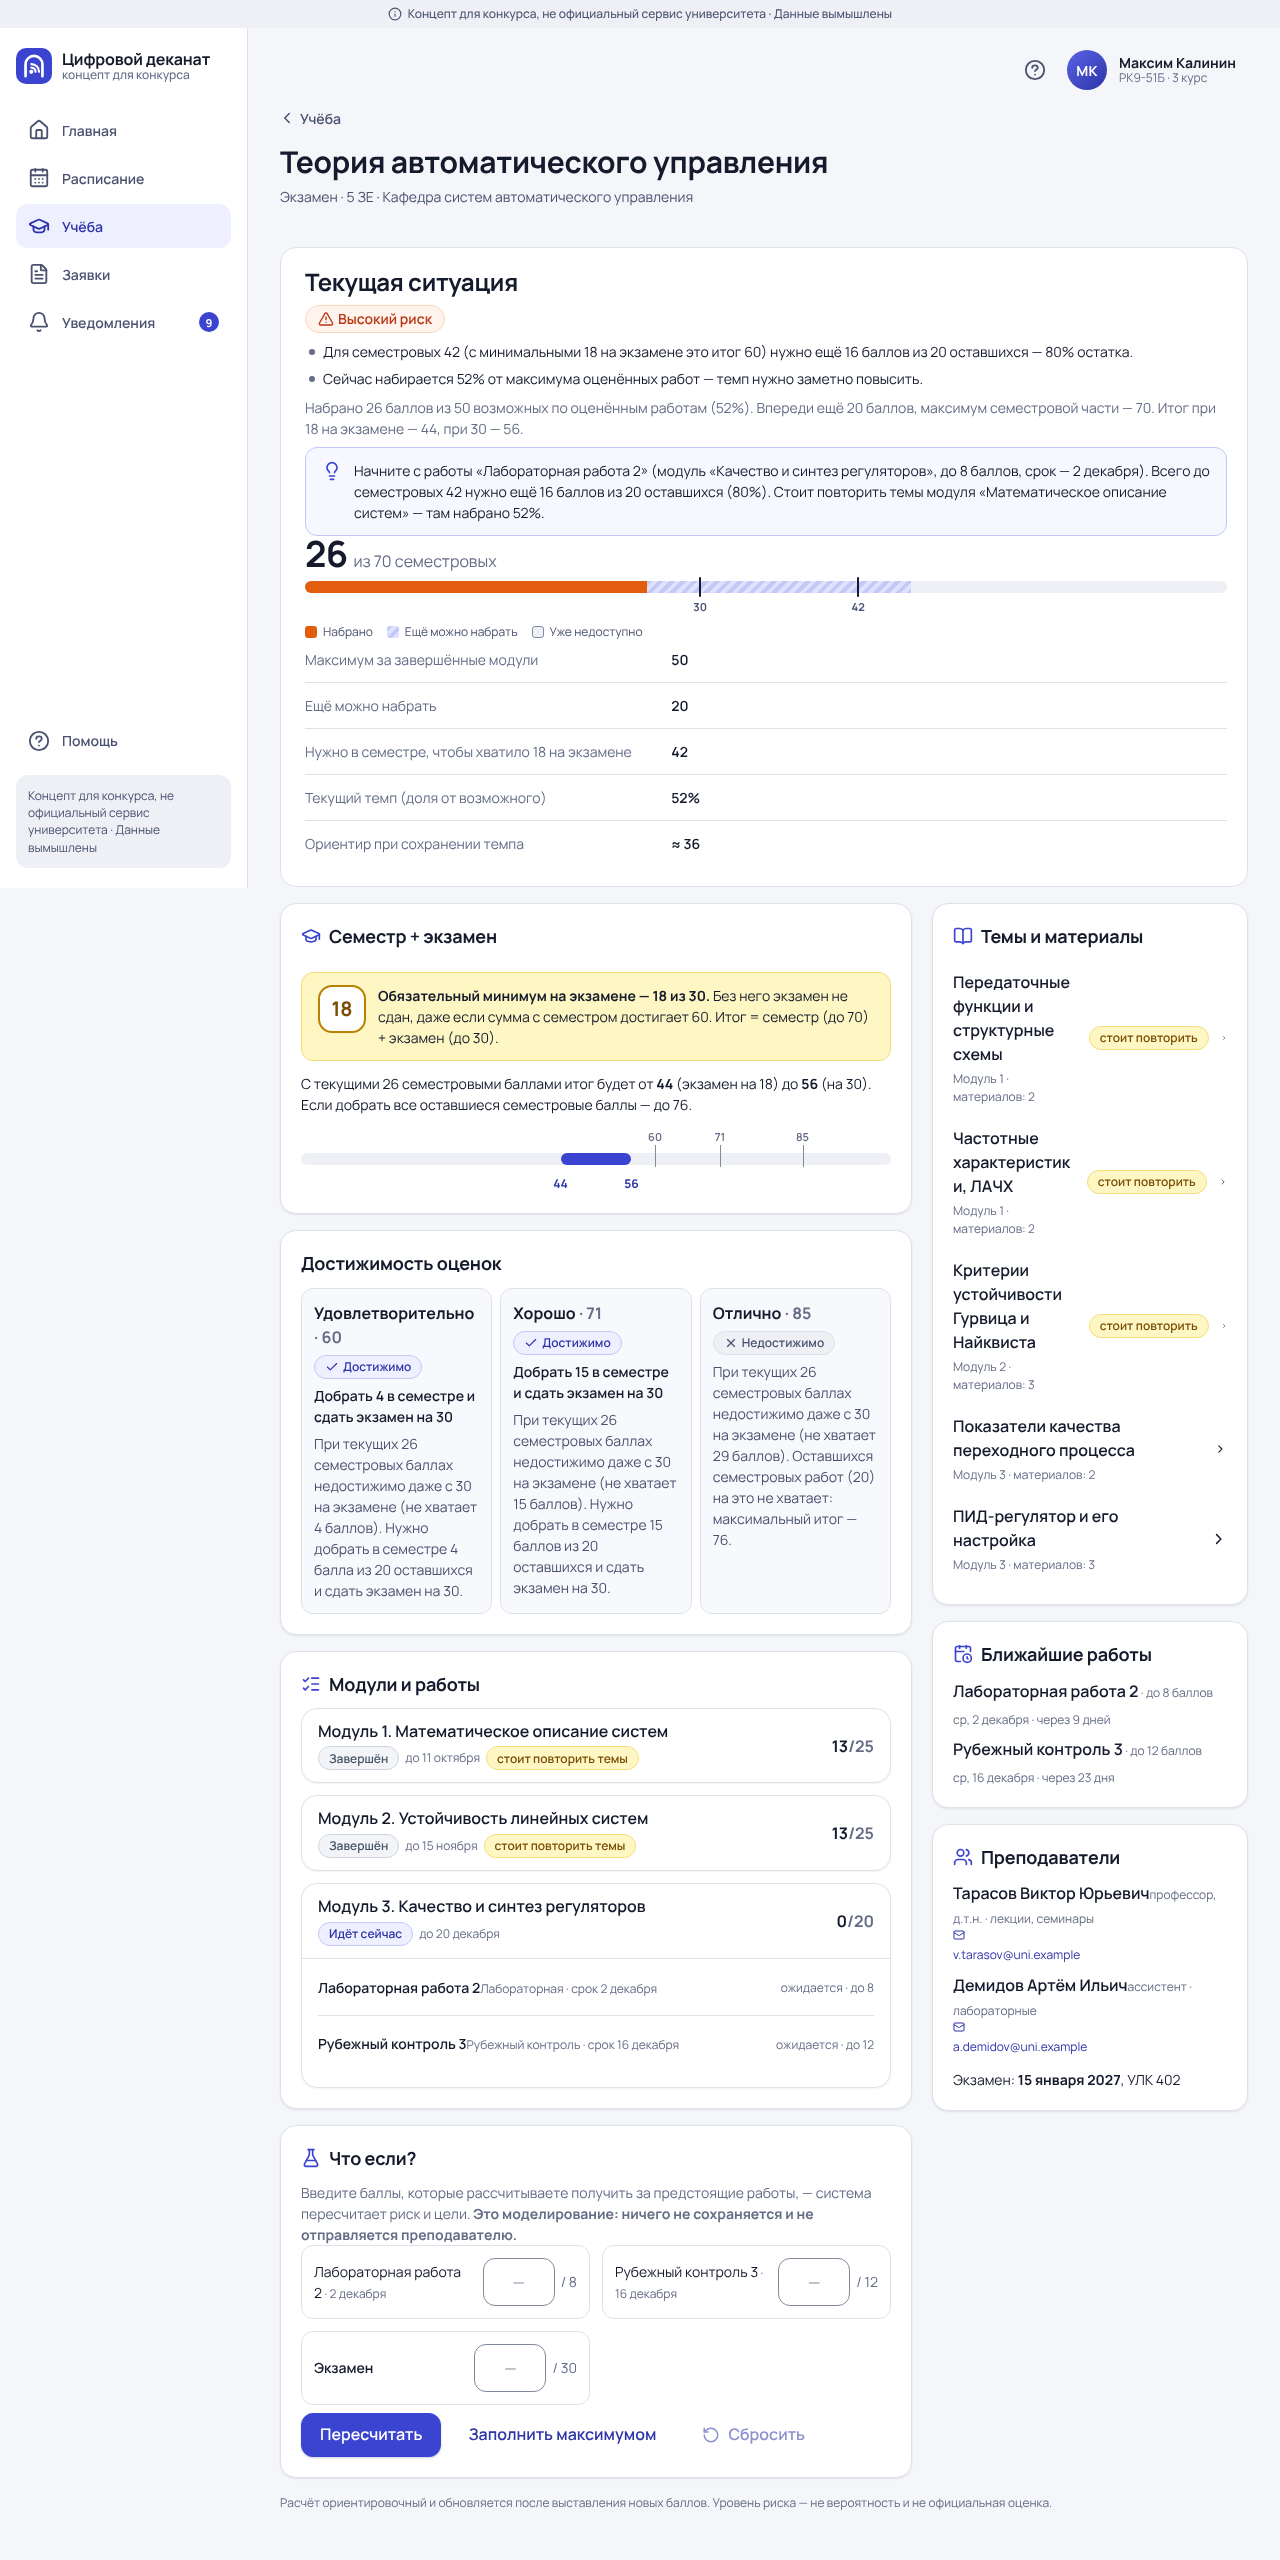 Концепт для конкурса, не официальный сервис университета · Данные вымышлены
Цифровой деканат
концепт для конкурса
Главная
Расписание
Учёба
Заявки
Уведомления
9
Помощь
Концепт для конкурса, не
официальный сервис
университета · Данные
вымышлены
МК
Максим Калинин
РК9-51Б · 3 курс
Учёба
Теория автоматического управления
Экзамен · 5 ЗЕ · Кафедра систем автоматического управления
Текущая ситуация
Высокий риск
Для семестровых 42 (с минимальными 18 на экзамене это итог 60) нужно ещё 16 баллов из 20 оставшихся — 80% остатка.
Сейчас набирается 52% от максимума оценённых работ — темп нужно заметно повысить.
Набрано 26 баллов из 50 возможных по оценённым работам (52%). Впереди ещё 20 баллов, максимум семестровой части — 70. Итог при
18 на экзамене — 44, при 30 — 56.
Начните с работы «Лабораторная работа 2» (модуль «Качество и синтез регуляторов», до 8 баллов, срок — 2 декабря). Всего до
семестровых 42 нужно ещё 16 баллов из 20 оставшихся (80%). Стоит повторить темы модуля «Математическое описание
систем» — там набрано 52%.
26 из 70 семестровых
30
42
Набрано
Ещё можно набрать
Уже недоступно
Максимум за завершённые модули
50
Ещё можно набрать
20
Нужно в семестре, чтобы хватило 18 на экзамене
42
Текущий темп (доля от возможного)
52%
Ориентир при сохранении темпа
≈ 36
Семестр + экзамен
18
Обязательный минимум на экзамене — 18 из 30. Без него экзамен не
сдан, даже если сумма с семестром достигает 60. Итог = семестр (до 70)
+ экзамен (до 30).
С текущими 26 семестровыми баллами итог будет от 44 (экзамен на 18) до 56 (на 30).
Если добрать все оставшиеся семестровые баллы — до 76.
60
71
85
44
56
Достижимость оценок
Удовлетворительно
· 60
Достижимо
Добрать 4 в семестре и
сдать экзамен на 30
При текущих 26
семестровых баллах
недостижимо даже с 30
на экзамене (не хватает
4 баллов). Нужно
добрать в семестре 4
балла из 20 оставшихся
и сдать экзамен на 30.
Хорошо · 71
Достижимо
Добрать 15 в семестре
и сдать экзамен на 30
При текущих 26
семестровых баллах
недостижимо даже с 30
на экзамене (не хватает
15 баллов). Нужно
добрать в семестре 15
баллов из 20
оставшихся и сдать
экзамен на 30.
Отлично · 85
Недостижимо
При текущих 26
семестровых баллах
недостижимо даже с 30
на экзамене (не хватает
29 баллов). Оставшихся
семестровых работ (20)
на это не хватает:
максимальный итог —
76.
Модули и работы
Модуль 1. Математическое описание систем
Завершён
до 11 октября
стоит повторить темы
13/25
Модуль 2. Устойчивость линейных систем
Завершён
до 15 ноября
стоит повторить темы
13/25
Модуль 3. Качество и синтез регуляторов
Идёт сейчас
до 20 декабря
0/20
Лабораторная работа 2Лабораторная · срок 2 декабря
ожидается · до 8
Рубежный контроль 3Рубежный контроль · срок 16 декабря
ожидается · до 12
Что если?
Введите баллы, которые рассчитываете получить за предстоящие работы, — система
пересчитает риск и цели. Это моделирование: ничего не сохраняется и не
отправляется преподавателю.
Лабораторная работа
2 · 2 декабря
—
/ 8
Рубежный контроль 3 ·
16 декабря
—
/ 12
Экзамен
—
/ 30
Пересчитать
Заполнить максимумом
Сбросить
Темы и материалы
Передаточные
функции и
структурные
схемы
Модуль 1 ·
материалов: 2
стоит повторить
Частотные
характеристик
и, ЛАЧХ
Модуль 1 ·
материалов: 2
стоит повторить
Критерии
устойчивости
Гурвица и
Найквиста
Модуль 2 ·
материалов: 3
стоит повторить
Показатели качества
переходного процесса
Модуль 3 · материалов: 2
ПИД-регулятор и его
настройка
Модуль 3 · материалов: 3
Ближайшие работы
Лабораторная работа 2 · до 8 баллов
ср, 2 декабря · через 9 дней
Рубежный контроль 3 · до 12 баллов
ср, 16 декабря · через 23 дня
Преподаватели
Тарасов Виктор Юрьевичпрофессор,
д.т.н. · лекции, семинары
v.tarasov@uni.example
Демидов Артём Ильичассистент ·
лабораторные
a.demidov@uni.example
Экзамен: 15 января 2027, УЛК 402
Расчёт ориентировочный и обновляется после выставления новых баллов. Уровень риска — не вероятность и не официальная оценка.